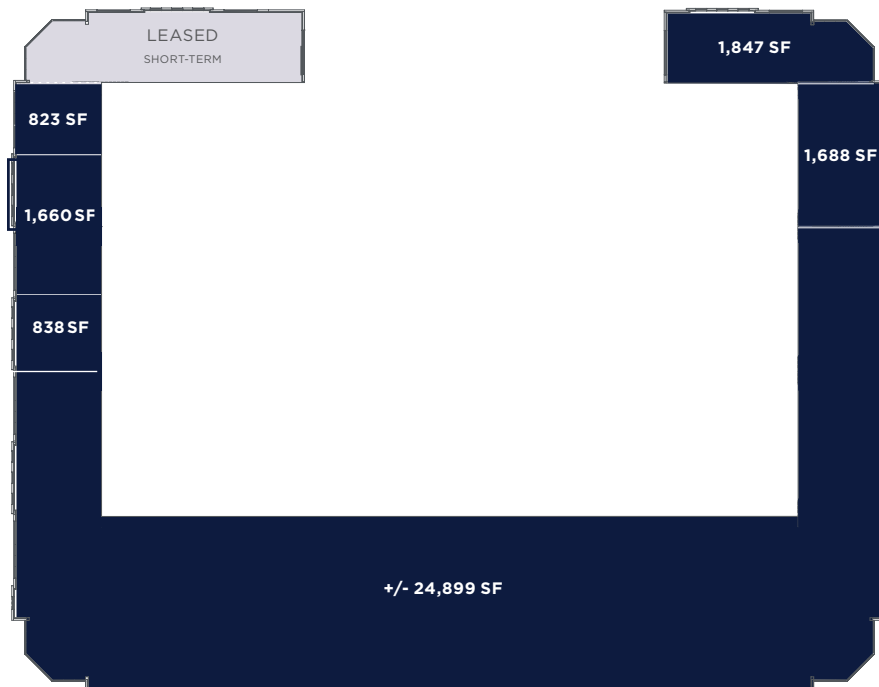 LEASED
SHORT-TERM
1,847 SF
823 SF
1,688 SF
1,660 SF
838 SF
+/- 24,899 SF